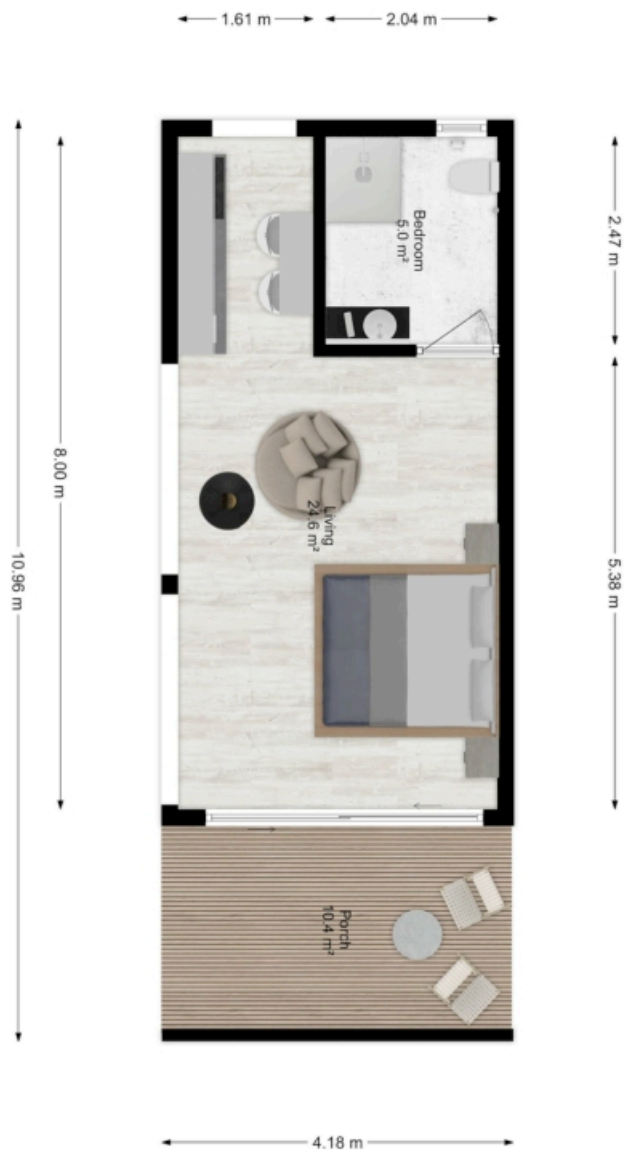 1.61 m
2.04 m
Bedroom
5.0 m²
2.47 m
8.00 m
Living
24.6 m²
10.96 m
5.38 m
Porch
10.4 m²
4.18 m